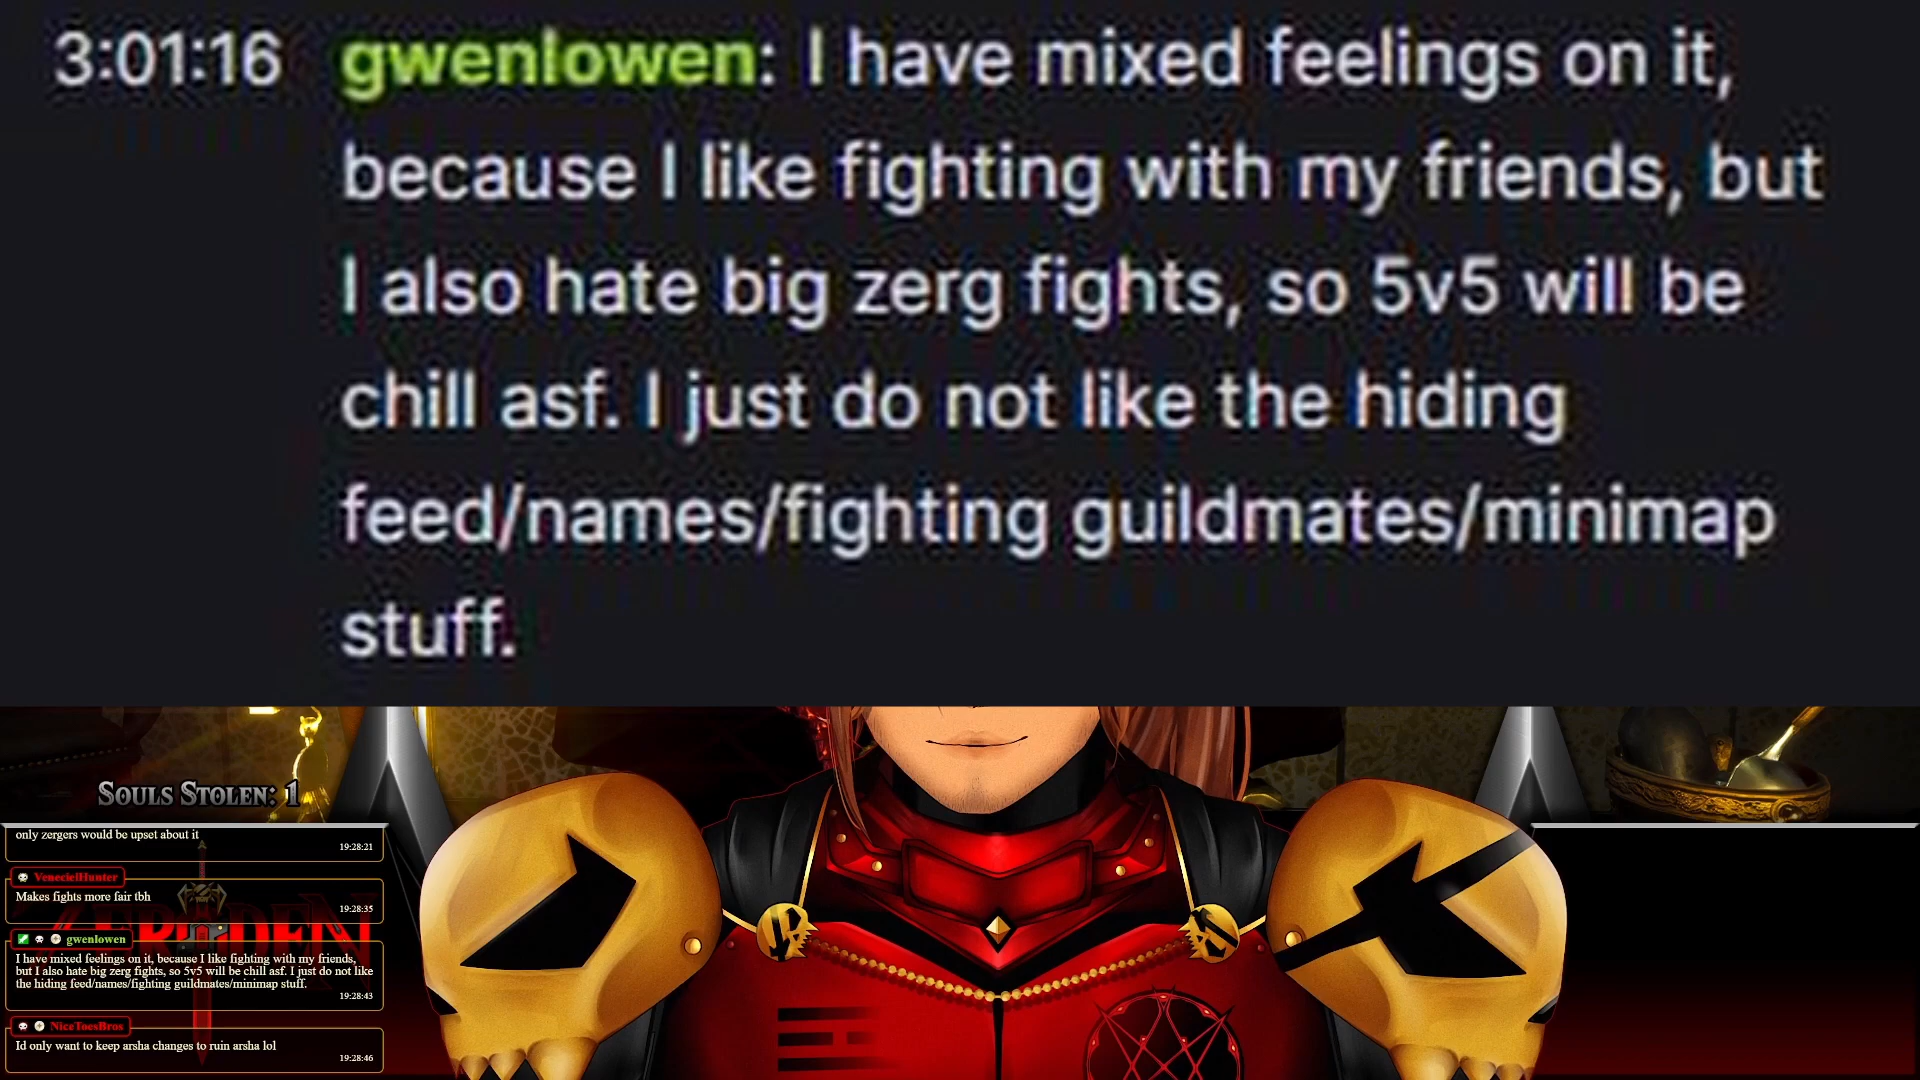 3:01:16 gwenlowen: I have mixed feelings on it,
because I like fighting with my friends, but
I also hate big zerg fights, so 5v5 will be
chill asf. I just do not like the hiding
feed/names/fighting guildmates/minimap
stuff.
Souls Stolen: 1
only zergers would be upset about it
19:28:21
VenecielHunter
Makes fights more fair tbh
19:28:35
gwenlowen
I have mixed feelings on it, because I like fighting with my friends,
but I also hate big zerg fights, so 5v5 will be chill asf. I just do not like
the hiding feed/names/fighting guildmates/minimap stuff.
19:28:43
NiceToesBros
Id only want to keep arsha changes to ruin arsha lol
19:28:46